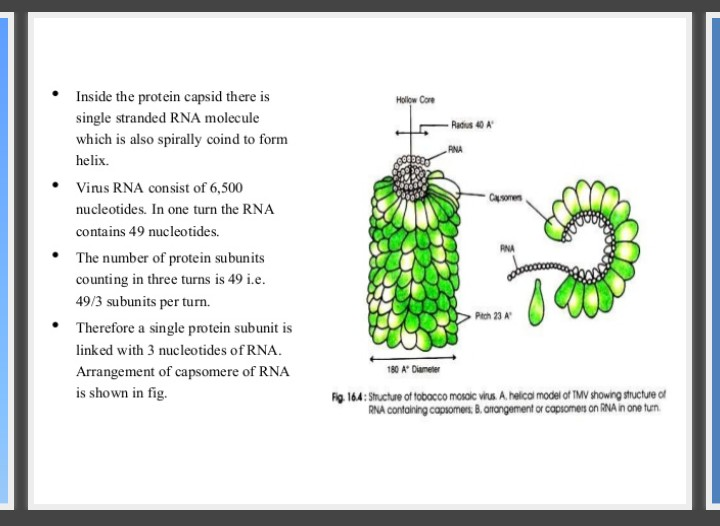 • Inside the protein capsid there is
single stranded RNA molecule
which is also spirally coind to form
helix.
• Virus RNA consist of 6,500
nucleotides. In one turn the RNA
contains 49 nucleotides.
• The number of protein subunits
counting in three turns is 49 i.e.
49/3 subunits per turn.
• Therefore a single protein subunit is
linked with 3 nucleotides of RNA.
Arrangement of capsomere of RNA
is shown in fig.
Hollow Core
Radius 40 A°
RNA
Capsomers
RNA
Pitch 23 A°
180 A° Diameter
Fig. 16.4 : Structure of tobacco mosaic virus. A. helical model of TMV showing structure of
RNA containing capsomers; B. arrangement or capsomers on RNA in one turn.